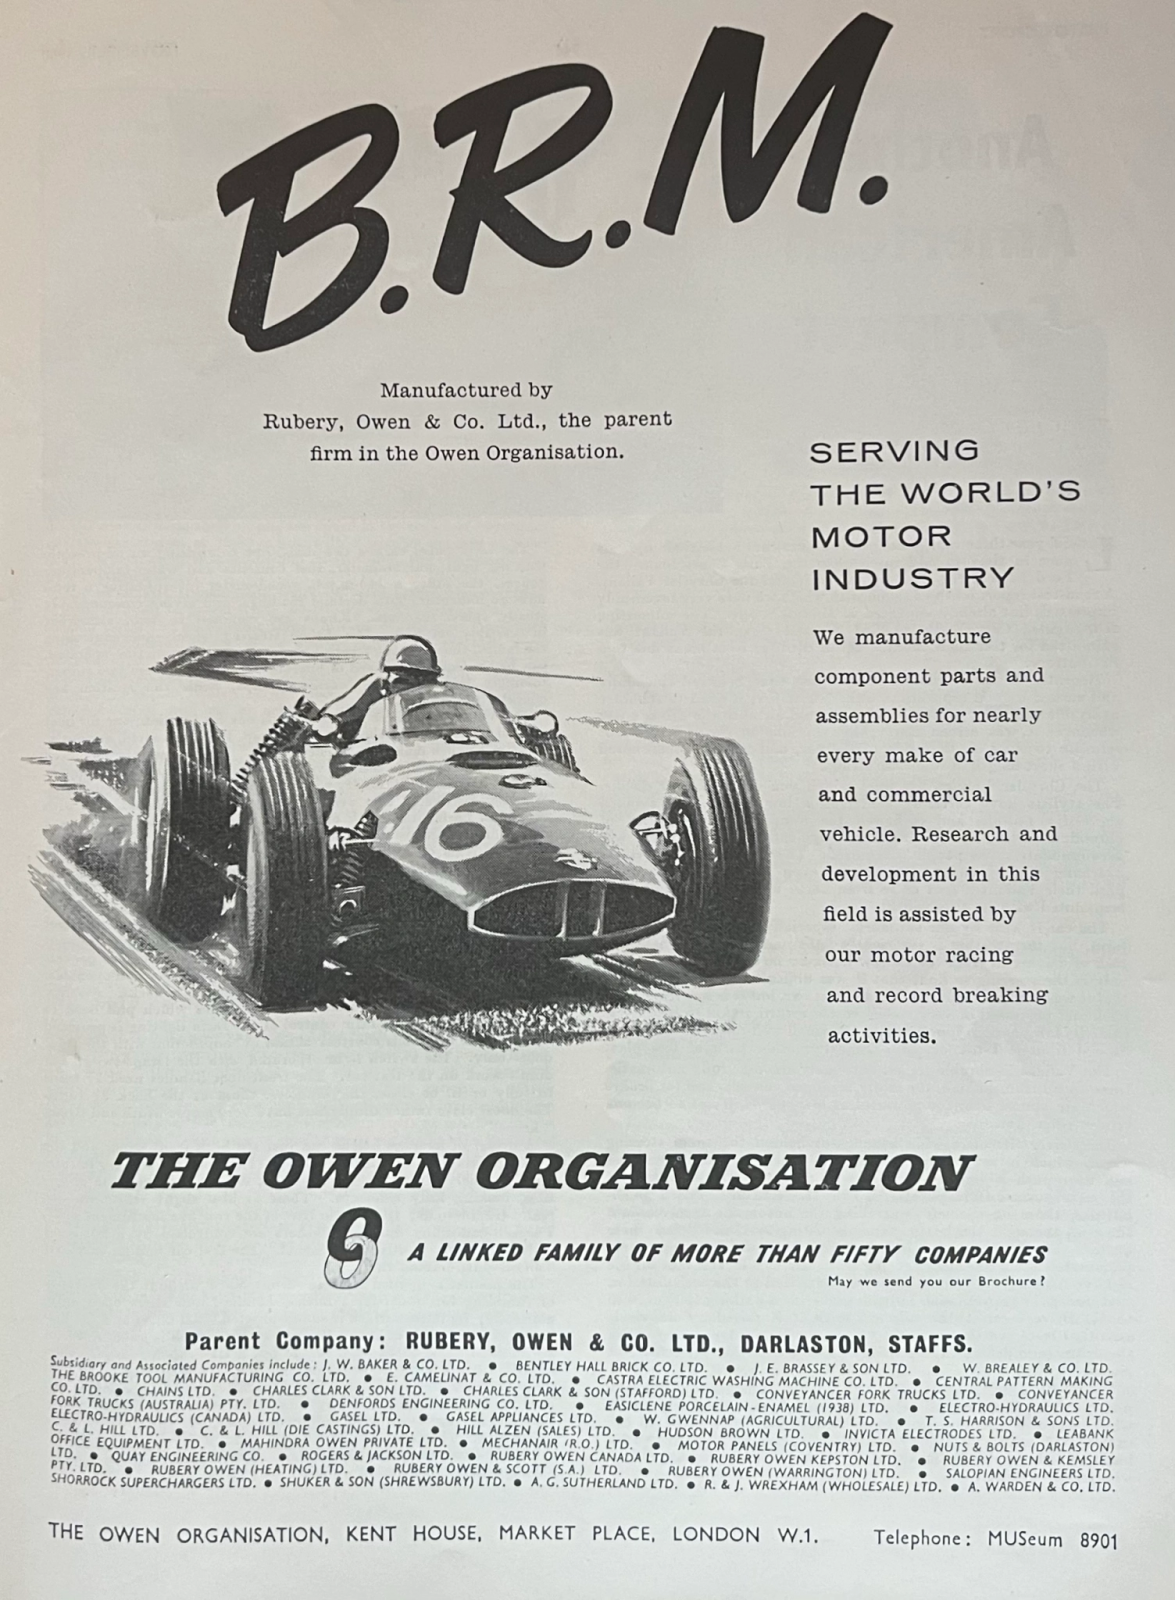 B.R.M.
Manufactured by
Rubery, Owen & Co. Ltd., the parent
firm in the Owen Organisation.
SERVING
THE WORLD'S
MOTOR
INDUSTRY
We manufacture
component parts and
assemblies for nearly
every make of car
and commercial
vehicle. Research and
development in this
field is assisted by
our motor racing
and record breaking
activities.
16
THE OWEN ORGANISATION
A LINKED FAMILY OF MORE THAN FIFTY COMPANIES
May we send you our Brochure?
Parent Company: RUBERY, OWEN & CO. LTD., DARLASTON, STAFFS.
Subsidiary and Associated Companies include: J. W. BAKER & CO. LTD. ● BENTLEY HALL BRICK CO. LTD. ● J. E. BRASSEY & SON LTD. ● W. BREALEY & CO. LTD.
THE BROOKE TOOL MANUFACTURING CO. LTD. ● E. CAMELINAT & CO. LTD. ● CASTRA ELECTRIC WASHING MACHINE CO. LTD. ● CENTRAL PATTERN MAKING
CO. LTD. ● CHAINS LTD. ● CHARLES CLARK & SON LTD. ● CHARLES CLARK & SON (STAFFORD) LTD. ● CONVEYANCER FORK TRUCKS LTD. ● CONVEYANCER
FORK TRUCKS (AUSTRALIA) PTY. LTD. ● DENFORDS ENGINEERING CO. LTD. ● EASICLENE PORCELAIN-ENAMEL (1938) LTD. ● ELECTRO-HYDRAULICS LTD.
ELECTRO-HYDRAULICS (CANADA) LTD. ● GASEL LTD. ● GASEL APPLIANCES LTD. ● W. GWENNAP (AGRICULTURAL) LTD. ● T. S. HARRISON & SONS LTD.
C. & L. HILL LTD. ● C. & L. HILL (DIE CASTINGS) LTD. ● HILL ALZEN (SALES) LTD. ● HUDSON BROWN LTD. ● INVICTA ELECTRODES LTD. ● LEABANK
OFFICE EQUIPMENT LTD. ● MAHINDRA OWEN PRIVATE LTD. ● MECHANAIR (R.O.) LTD. ● MOTOR PANELS (COVENTRY) LTD. ● NUTS & BOLTS (DARLASTON)
LTD. ● QUAY ENGINEERING CO. ● ROGERS & JACKSON LTD. ● RUBERY OWEN CANADA LTD. ● RUBERY OWEN KEPSTON LTD. ● RUBERY OWEN & KEMSLEY
PTY. LTD. ● RUBERY OWEN (HEATING) LTD. ● RUBERY OWEN & SCOTT (S.A.) LTD. ● RUBERY OWEN (WARRINGTON) LTD. ● SALOPIAN ENGINEERS LTD.
SHORROCK SUPERCHARGERS LTD. ● SHUKER & SON (SHREWSBURY) LTD. ● A. G. SUTHERLAND LTD. ● R. & J. WREXHAM (WHOLESALE) LTD. ● A. WARDEN & CO. LTD.
THE OWEN ORGANISATION, KENT HOUSE, MARKET PLACE, LONDON W.1. Telephone: MUSeum 8901